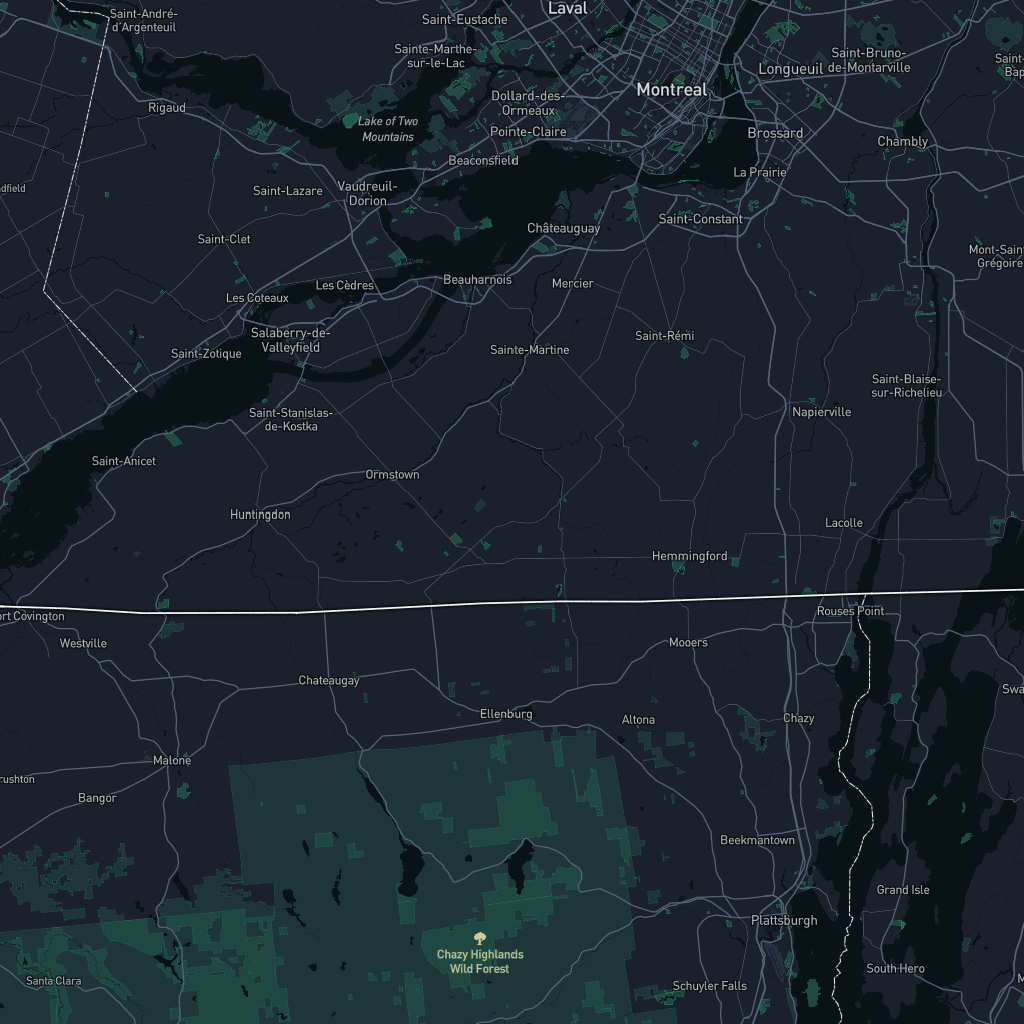 Saint-André-
d'Argenteuil
Saint-Eustache
Laval
Sainte-Marthe-
sur-le-Lac
Saint-Bruno-
de-Montarville
Longueuil
Montreal
Rigaud
Lake of Two
Mountains
Dollard-des-
Ormeaux
Pointe-Claire
Brossard
Chambly
Beaconsfield
La Prairie
Saint-Lazare
Vaudreuil-
Dorion
Saint-Constant
Châteauguay
Saint-Clet
Mont-Saint-
Grégoire
Beauharnois
Mercier
Les Cèdres
Les Coteaux
Salaberry-de-
Valleyfield
Saint-Rémi
Saint-Zotique
Sainte-Martine
Saint-Blaise-
sur-Richelieu
Saint-Stanislas-
de-Kostka
Napierville
Saint-Anicet
Ormstown
Huntingdon
Lacolle
Hemmingford
ort Covington
Rouses Point
Westville
Mooers
Chateaugay
Ellenburg
Altona
Chazy
Malone
rushton
Bangor
Beekmantown
Grand Isle
Plattsburgh
Chazy Highlands
Wild Forest
South Hero
Santa Clara
Schuyler Falls